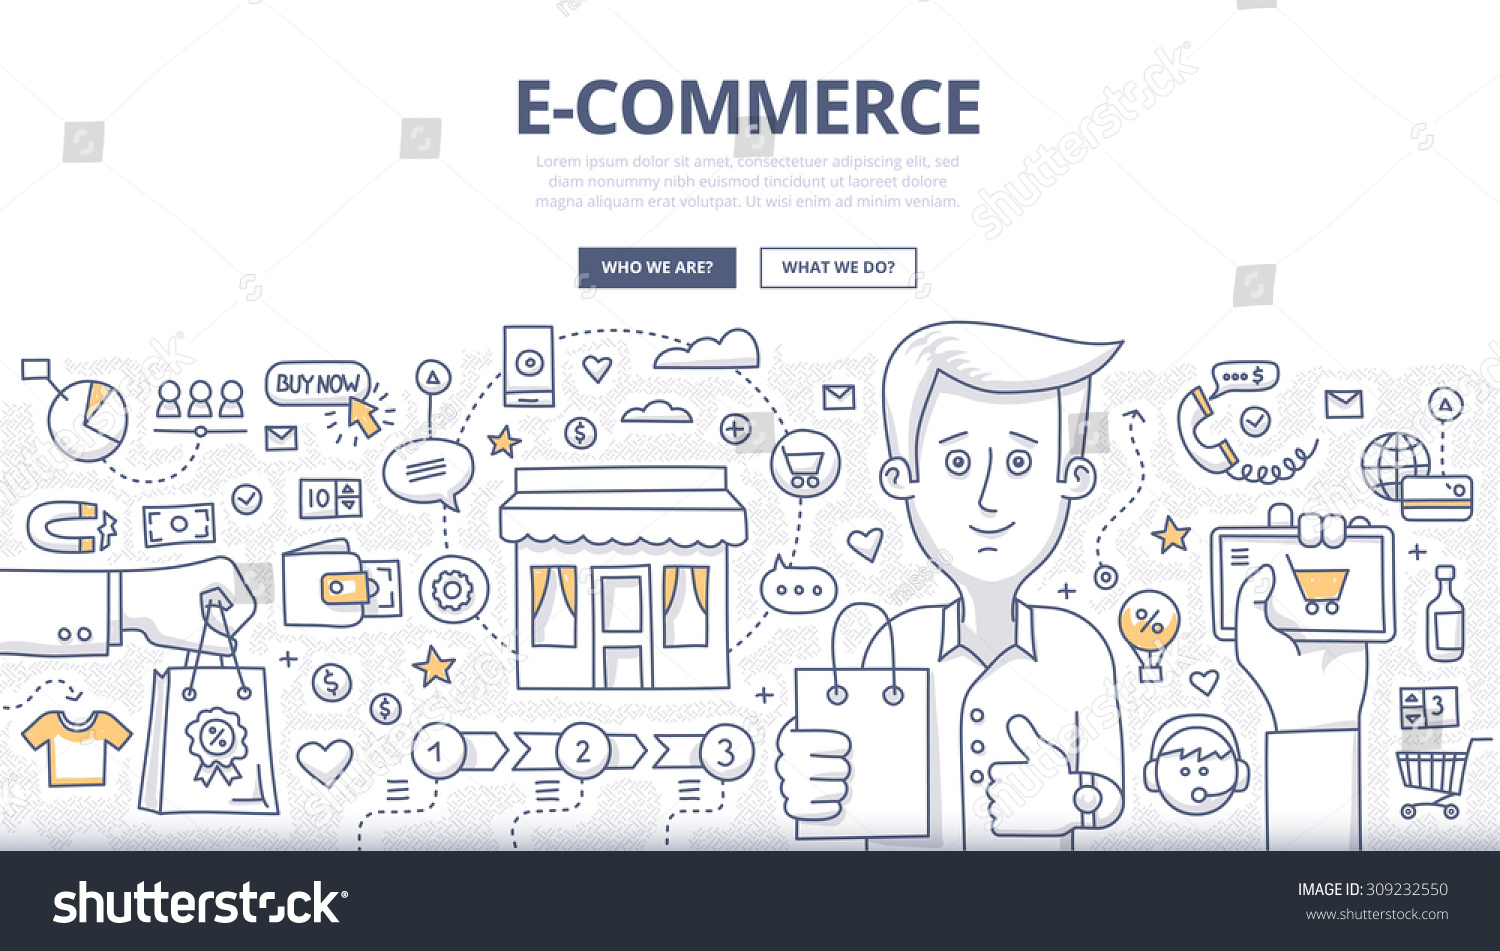 E-COMMERCE
Lorem ipsum dolor sit amet, consectetuer adipiscing elit, sed
diam nonummy nibh euismod tincidunt ut laoreet dolore
magna aliquam erat volutpat. Ut wisi enim ad minim veniam.
WHO WE ARE?
WHAT WE DO?
BUY NOW
$
$
10
%
$
$
%
3
1
2
3
shutterstock
shutterstock
shutterstock®
IMAGE ID: 309232550
www.shutterstock.com